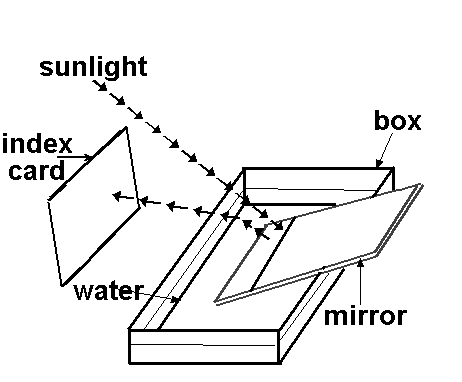 sunlight
box
index
card
water
mirror